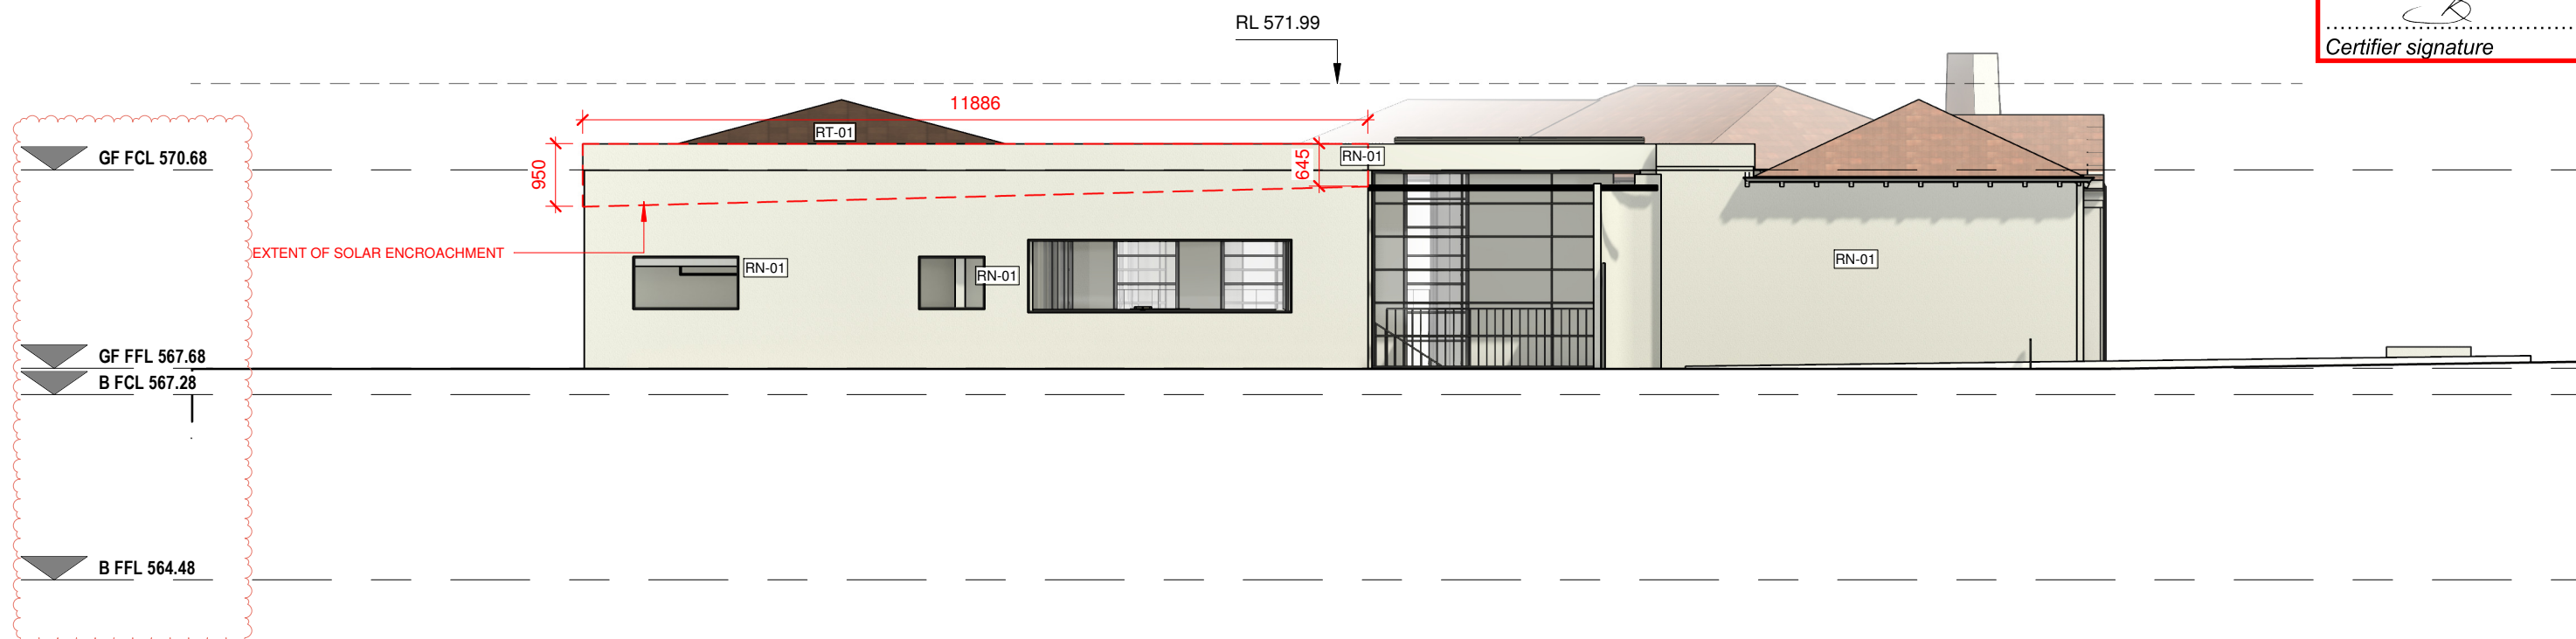 RL 571.99
Certifier signature
11886
RT-01
GF FCL 570.68
950
645
RN-01
EXTENT OF SOLAR ENCROACHMENT
RN-01
RN-01
RN-01
GF FFL 567.68
B FCL 567.28
B FFL 564.48